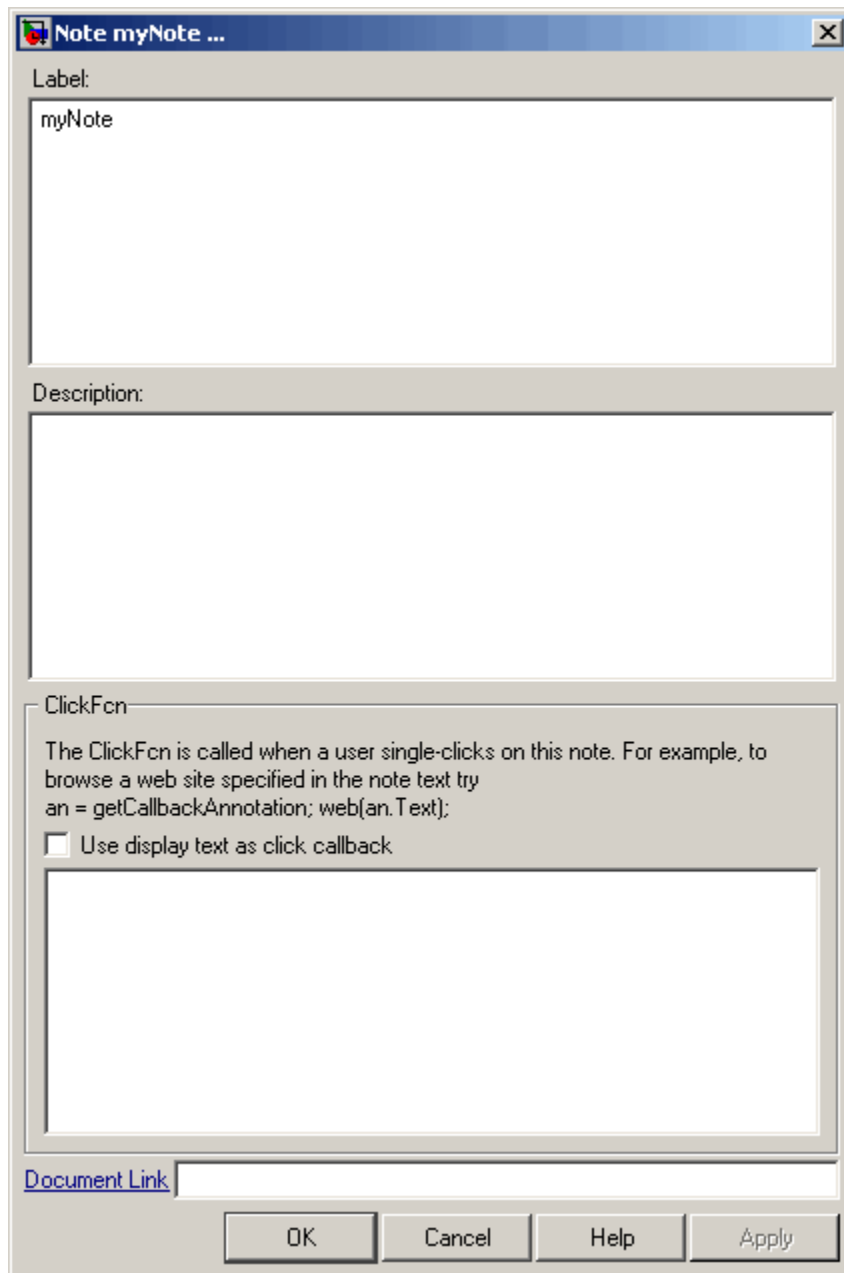 Note myNote ...
Label:
myNote
Description:
ClickFcn
The ClickFcn is called when a user single-clicks on this note. For example, to
browse a web site specified in the note text try
an = getCallbackAnnotation; web(an.Text);
Use display text as click callback
Document Link
OK Cancel Help Apply